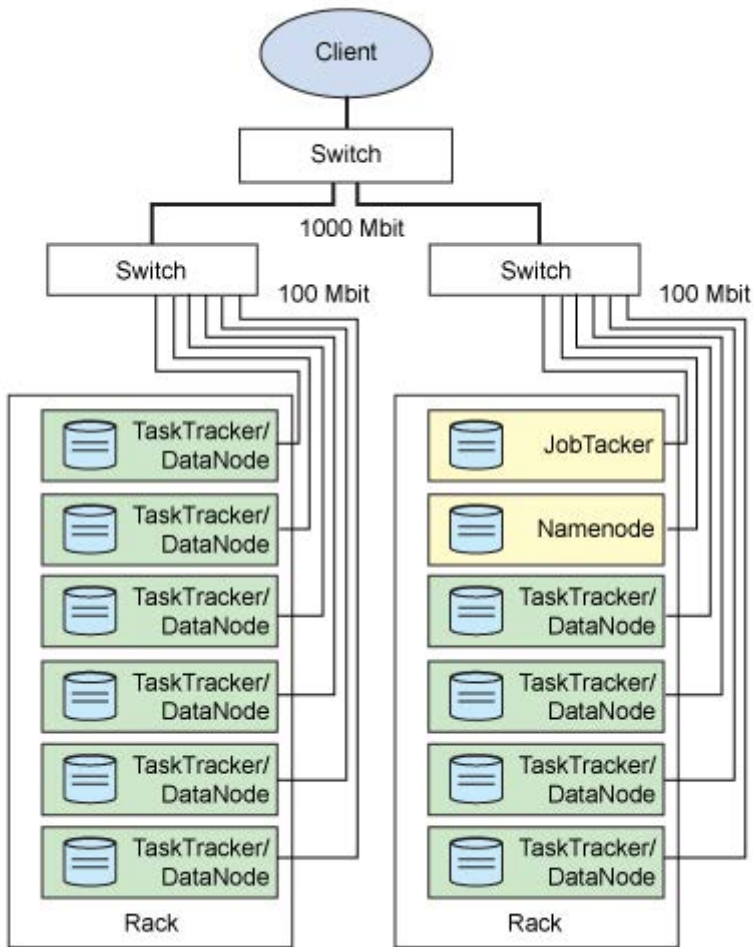 Client
Switch
1000 Mbit
Switch
100 Mbit
Switch
100 Mbit
TaskTracker/
DataNode
TaskTracker/
DataNode
TaskTracker/
DataNode
TaskTracker/
DataNode
TaskTracker/
DataNode
TaskTracker/
DataNode
Rack
JobTacker
Namenode
TaskTracker/
DataNode
TaskTracker/
DataNode
TaskTracker/
DataNode
TaskTracker/
DataNode
Rack